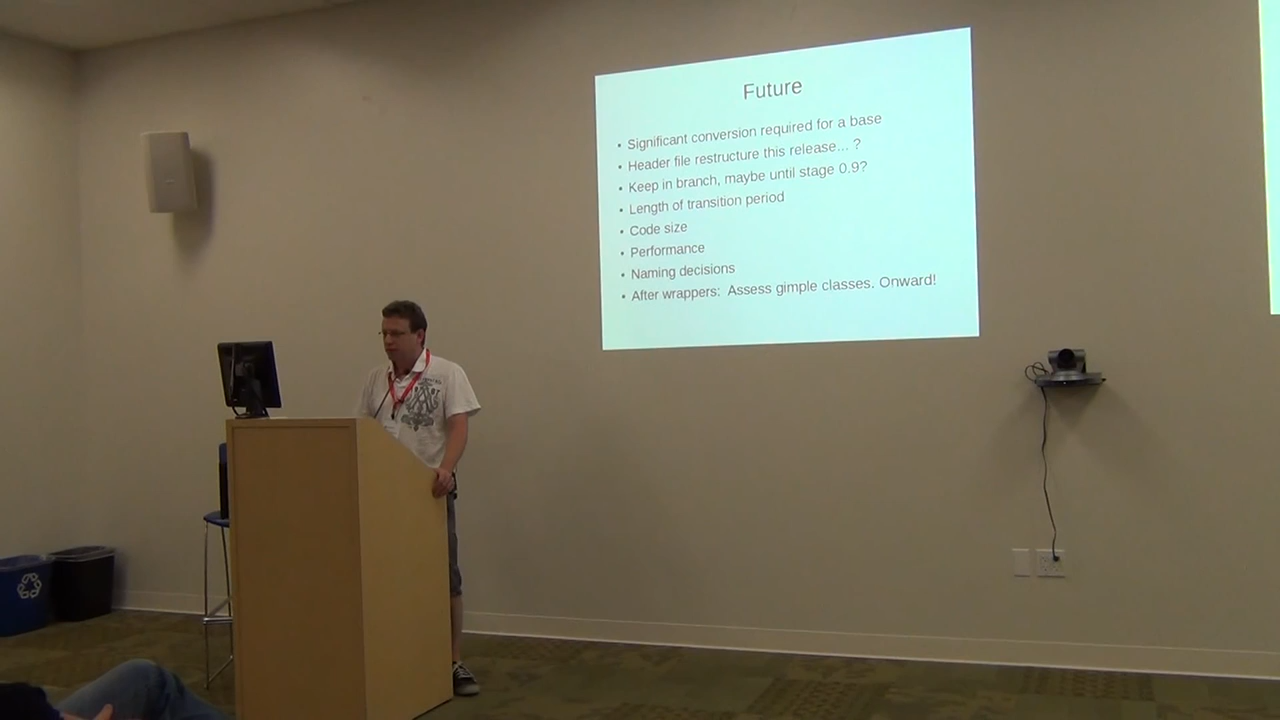 Future
• Significant conversion required for a base
• Header file restructure this release... ?
• Keep in branch, maybe until stage 0.9?
• Length of transition period
• Code size
• Performance
• Naming decisions
• After wrappers: Assess gimple classes. Onward!